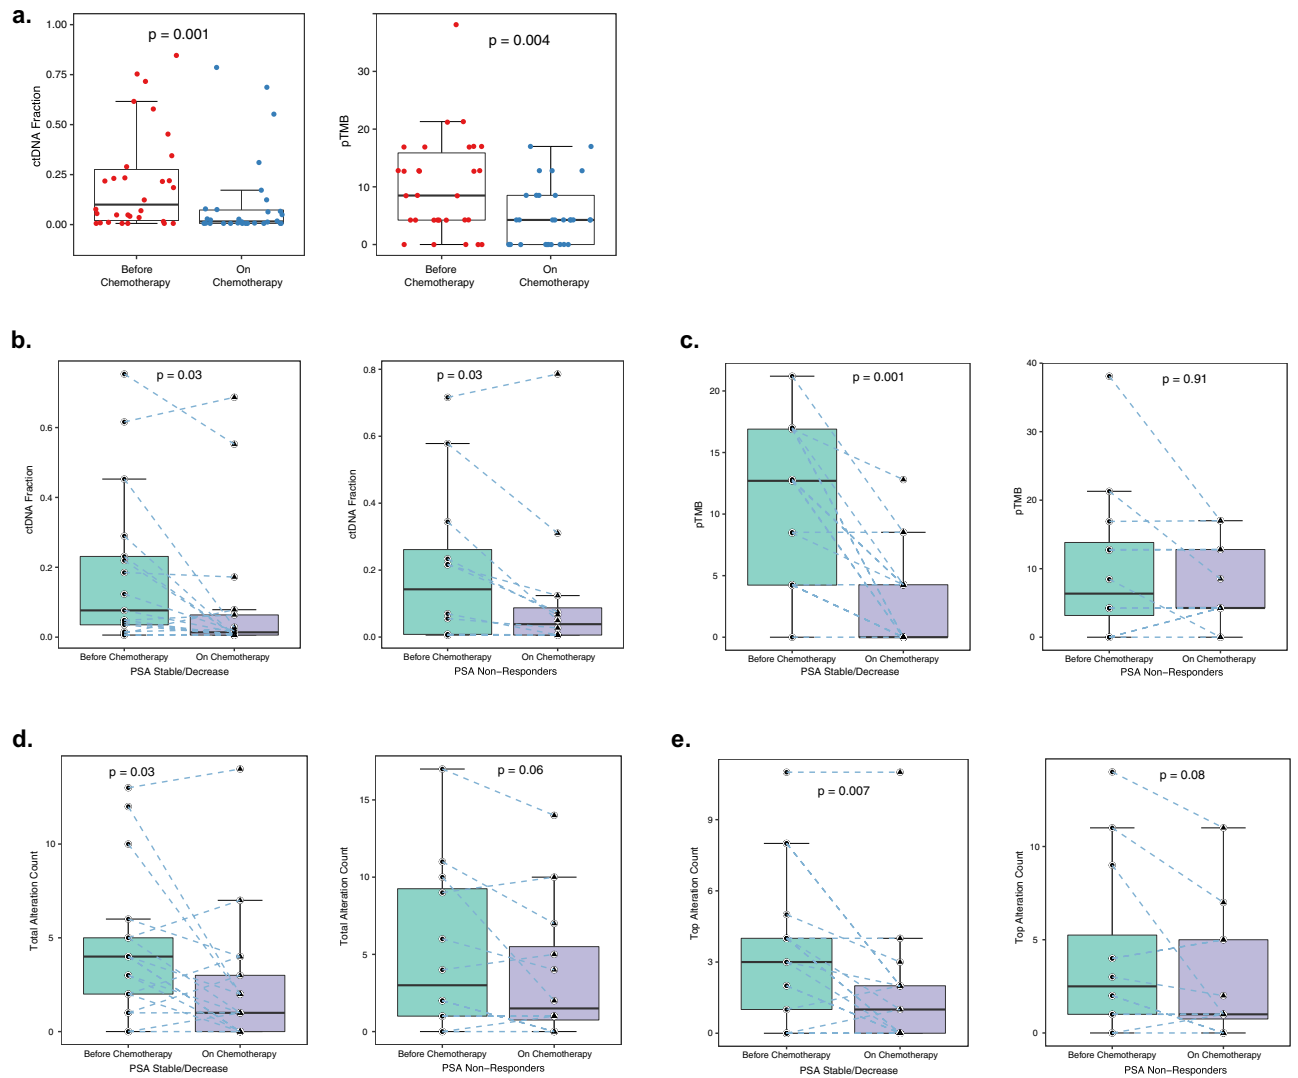 a.
p = 0.001
ctDNA Fraction
1.00
0.75
0.50
0.25
0.00
Before
Chemotherapy
On
Chemotherapy
p = 0.004
pTMB
30
20
10
0
Before
Chemotherapy
On
Chemotherapy
b.
p = 0.03
ctDNA Fraction
0.6
0.4
0.2
0.0
Before Chemotherapy
On Chemotherapy
PSA Stable/Decrease
p = 0.03
ctDNA Fraction
0.8
0.6
0.4
0.2
0.0
Before Chemotherapy
On Chemotherapy
PSA Non−Responders
c.
p = 0.001
pTMB
20
15
10
5
0
Before Chemotherapy
On Chemotherapy
PSA Stable/Decrease
p = 0.91
pTMB
40
30
20
10
0
Before Chemotherapy
On Chemotherapy
PSA Non−Responders
d.
p = 0.03
Total Alteration Count
10
5
0
Before Chemotherapy
On Chemotherapy
PSA Stable/Decrease
p = 0.06
Total Alteration Count
15
10
5
0
Before Chemotherapy
On Chemotherapy
PSA Non−Responders
e.
p = 0.007
Top Alteration Count
9
6
3
0
Before Chemotherapy
On Chemotherapy
PSA Stable/Decrease
p = 0.08
Top Alteration Count
10
5
0
Before Chemotherapy
On Chemotherapy
PSA Non−Responders